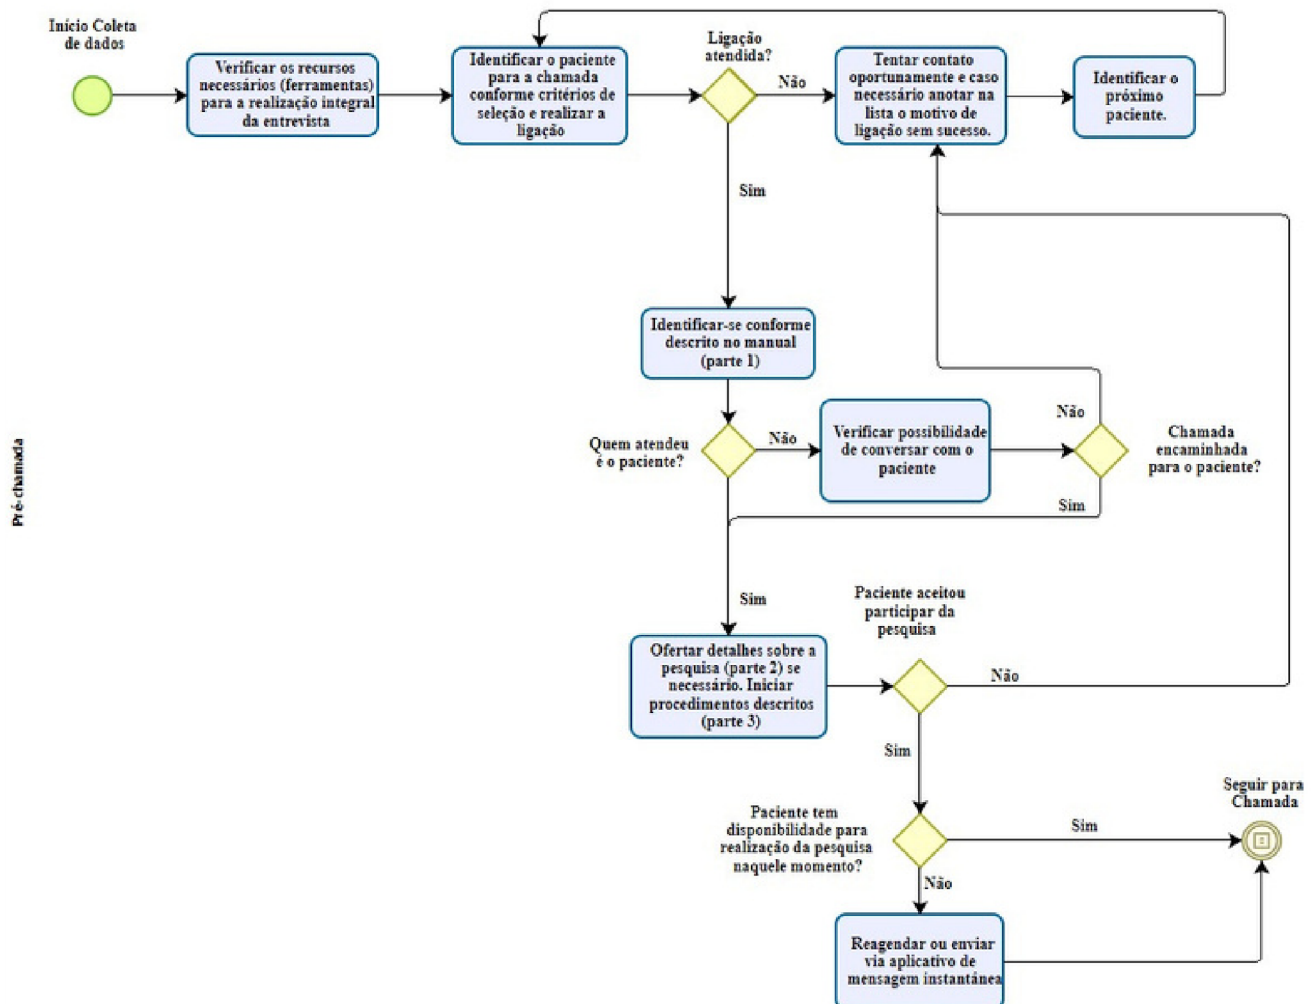 Início Coleta
de dados
Verificar os recursos
necessários (ferramentas)
para a realização integral
da entrevista
Identificar o paciente
para a chamada
conforme critérios de
seleção e realizar a
ligação
Ligação
atendida?
Não
Tentar contato
oportunamente e caso
necessário anotar na
lista o motivo de
ligação sem sucesso.
Identificar o
próximo
paciente.
Sim
Identificar-se conforme
descrito no manual
(parte 1)
Quem atendeu
é o paciente?
Não
Verificar possibilidade
de conversar com o
paciente
Não
Chamada
encaminhada
para o paciente?
Sim
Pré-chamada
Sim
Ofertar detalhes sobre a
pesquisa (parte 2) se
necessário. Iniciar
procedimentos descritos
(parte 3)
Paciente aceitou
participar da
pesquisa
Não
Sim
Paciente tem
disponibilidade para
realização da pesquisa
naquele momento?
Sim
Seguir para
Chamada
Não
Reagendar ou enviar
via aplicativo de
mensagem instantánea